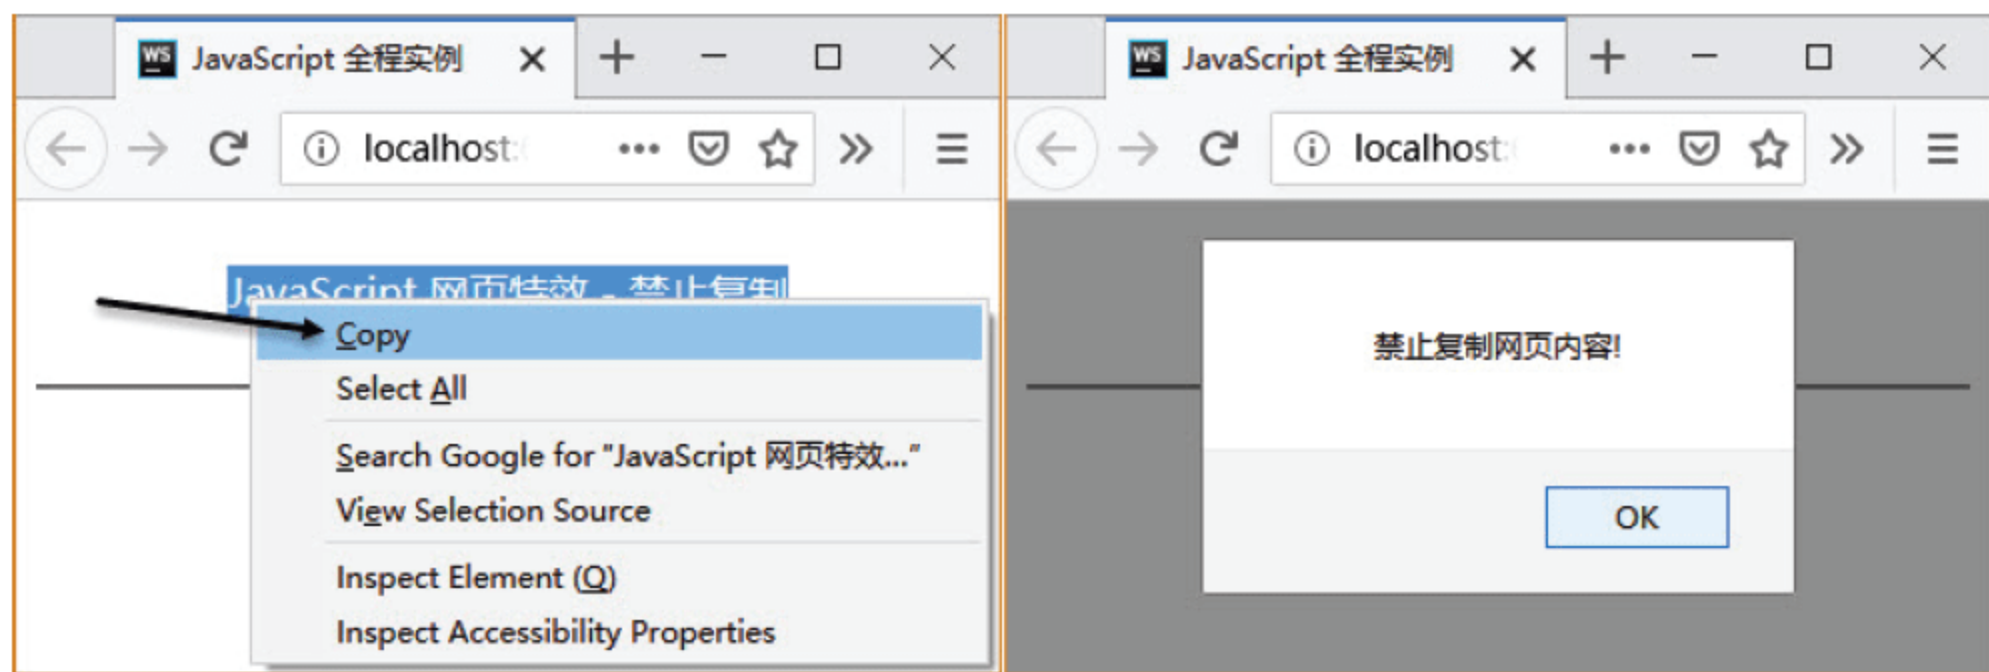 WS JavaScript 全程实例
localhost:
JavaScript 网页特效 - 禁止复制
Copy
Select All
Search Google for "JavaScript 网页特效..."
View Selection Source
Inspect Element (Q)
Inspect Accessibility Properties
WS JavaScript 全程实例
localhost:
禁止复制网页内容!
OK